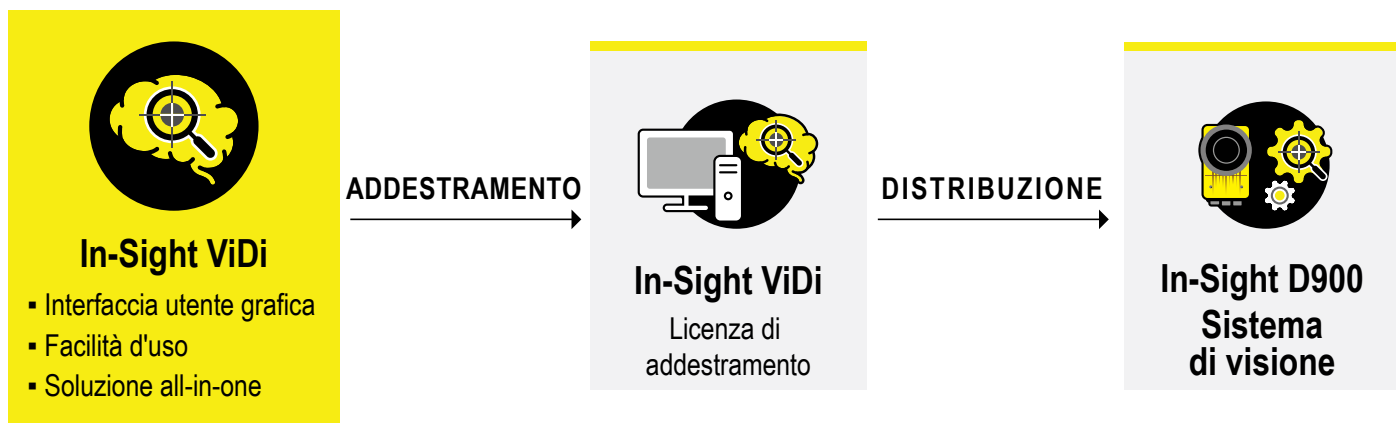 In-Sight ViDi
▪ Interfaccia utente grafica
▪ Facilità d'uso
▪ Soluzione all-in-one
ADDESTRAMENTO
In-Sight ViDi
Licenza di
addestramento
DISTRIBUZIONE
In-Sight D900
Sistema
di visione